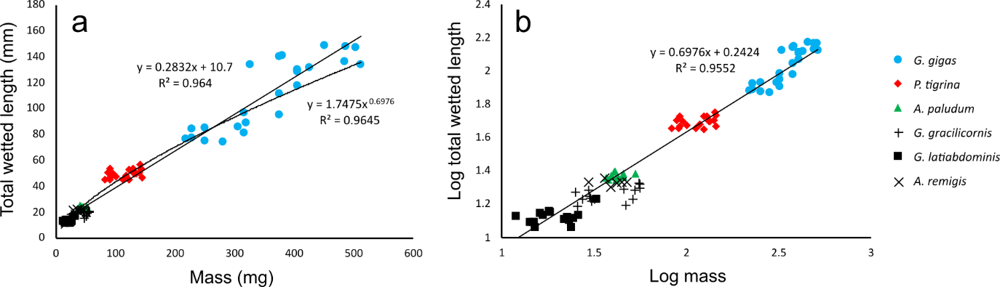 a
Total wetted length (mm)
180
160
140
120
100
80
60
40
20
0
0 100 200 300 400 500 600
Mass (mg)
y = 0.2832x + 10.7
R² = 0.964
y = 1.7475x^0.6976
R² = 0.9645
b
Log total wetted length
2.4
2.2
2
1.8
1.6
1.4
1.2
1
1 1.5 2 2.5 3
Log mass
y = 0.6976x + 0.2424
R² = 0.9552
G. gigas
P. tigrina
A. paludum
G. gracilicornis
G. latiabdominis
A. remigis